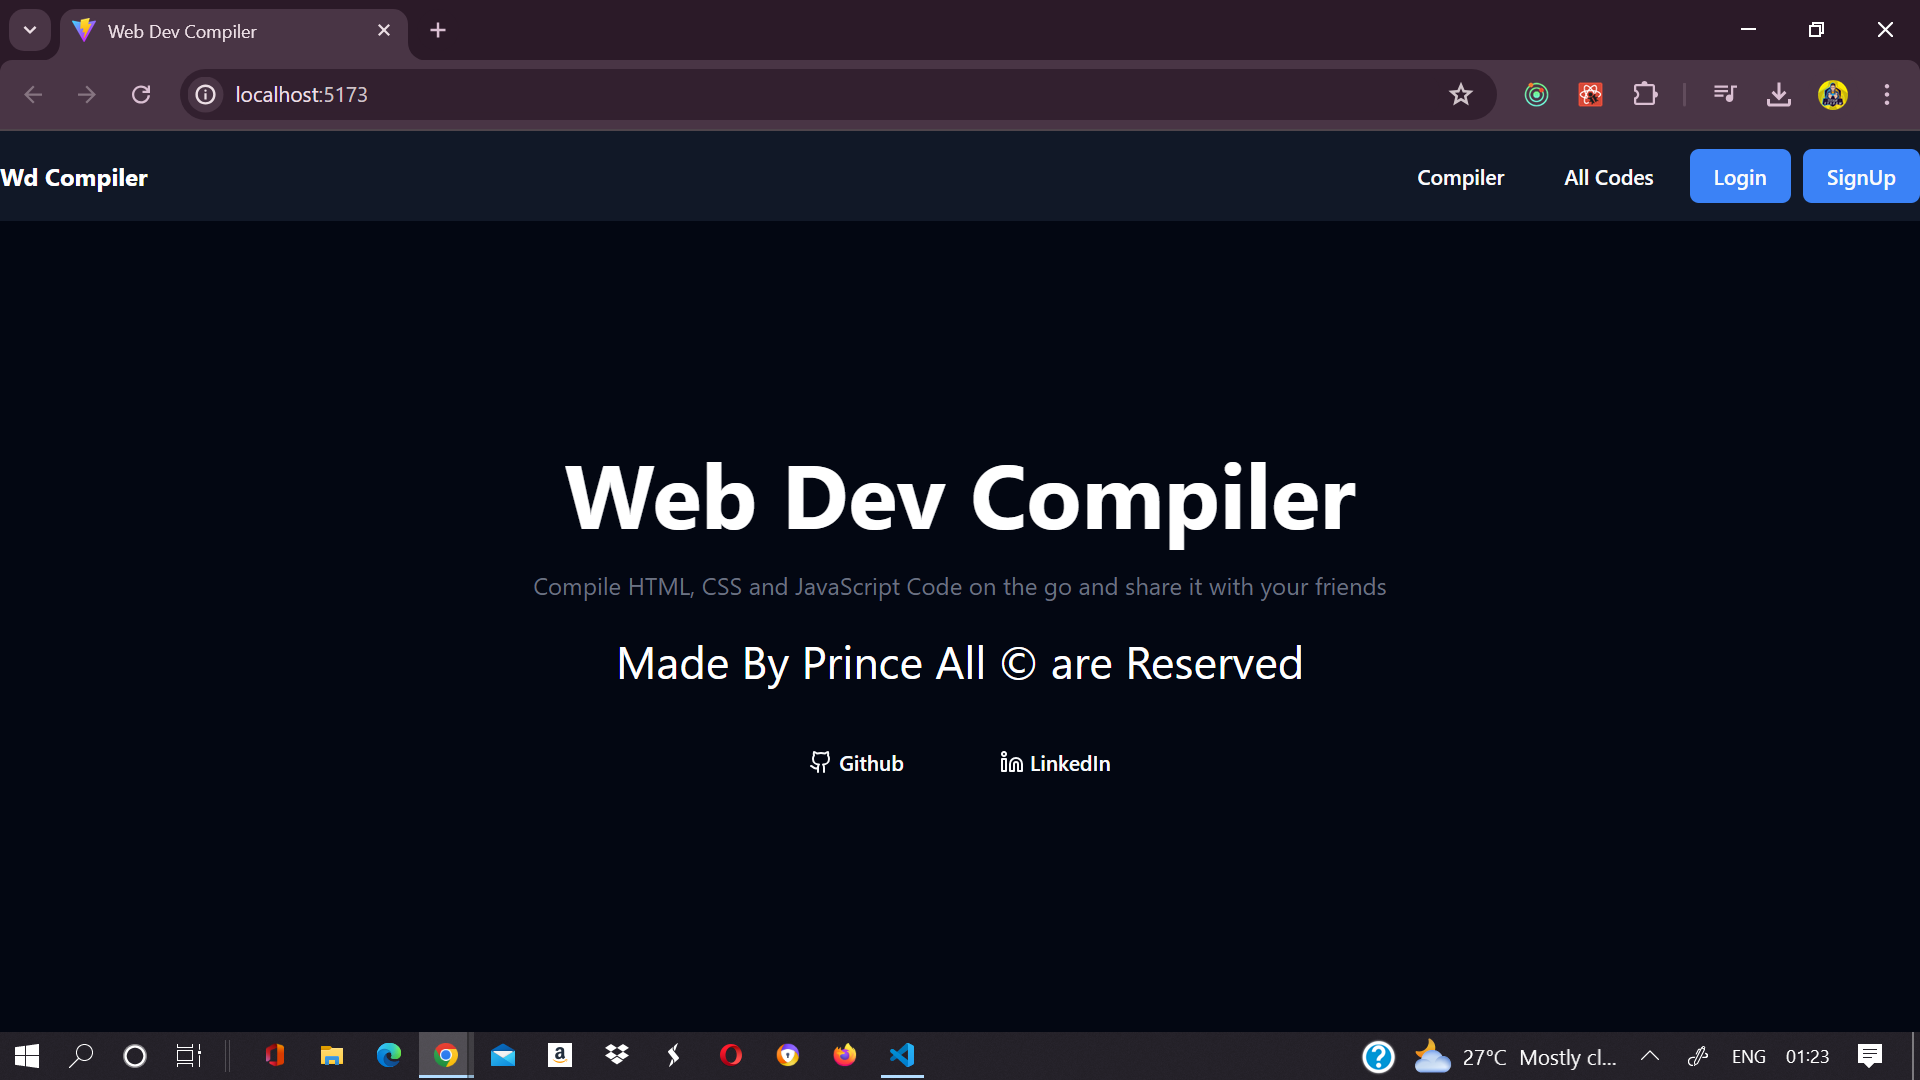 Web Dev Compiler
localhost:5173
Wd Compiler
Compiler
All Codes
Login
SignUp
Web Dev Compiler
Compile HTML, CSS and JavaScript Code on the go and share it with your friends
Made By Prince All © are Reserved
Github
LinkedIn
27°C Mostly cl...
ENG
01:23